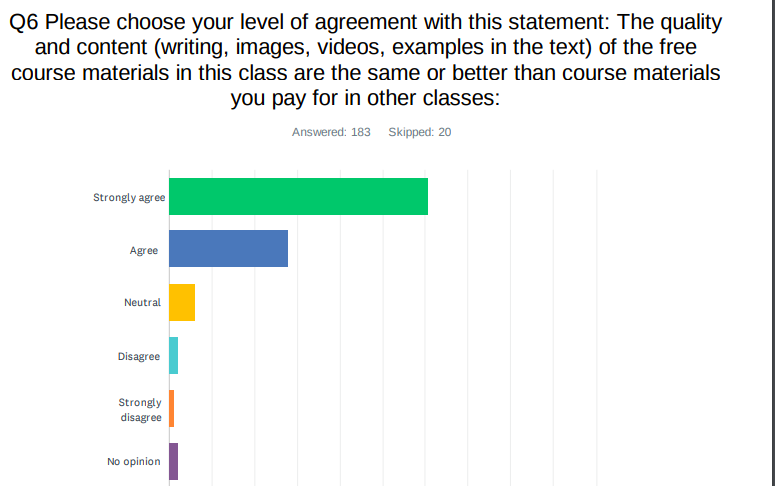 Q6 Please choose your level of agreement with this statement: The quality
and content (writing, images, videos, examples in the text) of the free
course materials in this class are the same or better than course materials
you pay for in other classes:
Answered: 183 Skipped: 20
Strongly agree
Agree
Neutral
Disagree
Strongly
disagree
No opinion